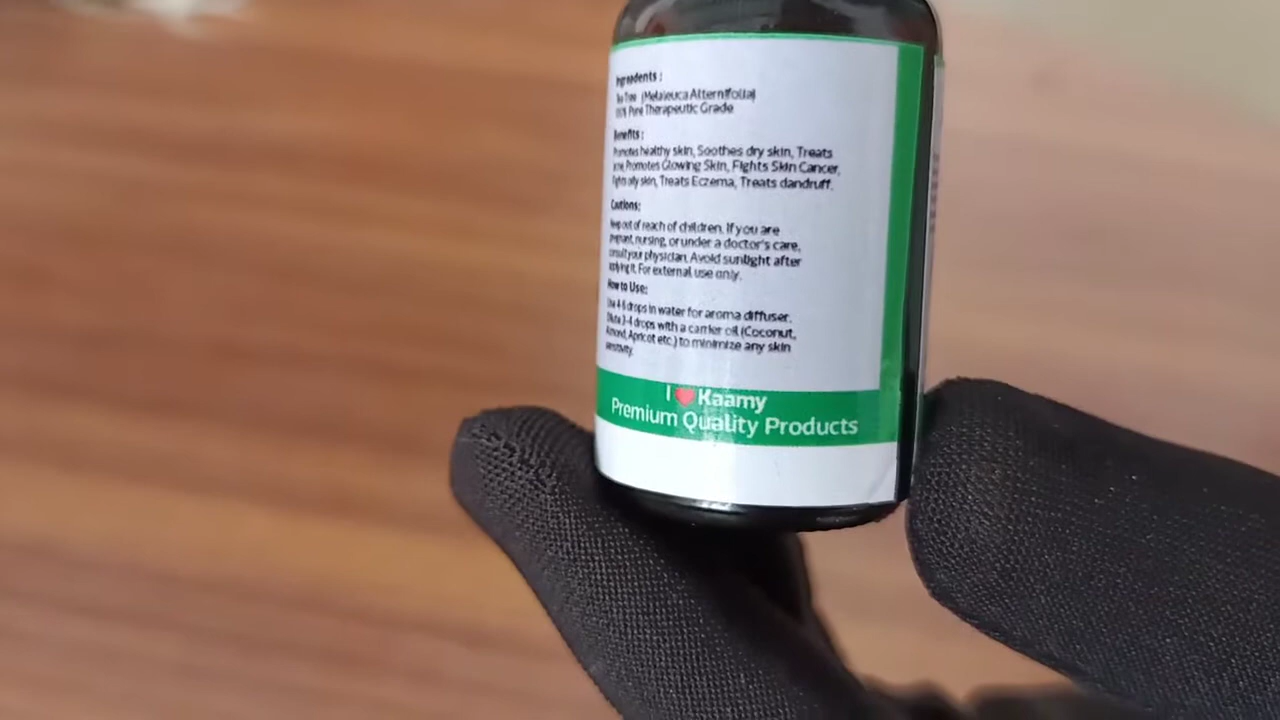 Ingredients :
Tea Tree (Melaleuca Alternifolia)
100% Pure Therapeutic Grade
Benefits :
Promotes healthy skin, Soothes dry skin, Treats
acne, Promotes Glowing Skin, Fights Skin Cancer,
Fights oily skin, Treats Eczema, Treats dandruff.
Cautions:
Keep out of reach of children. If you are
pregnant, nursing, or under a doctor's care,
consult your physician. Avoid sunlight after
applying it. For external use only.
How to Use:
Use 4-6 drops in water for aroma diffuser.
Dilute 3-4 drops with a carrier oil (Coconut,
Almond, Apricot etc.) to minimize any skin
sensitivity.
I ❤ Kaamy
Premium Quality Products